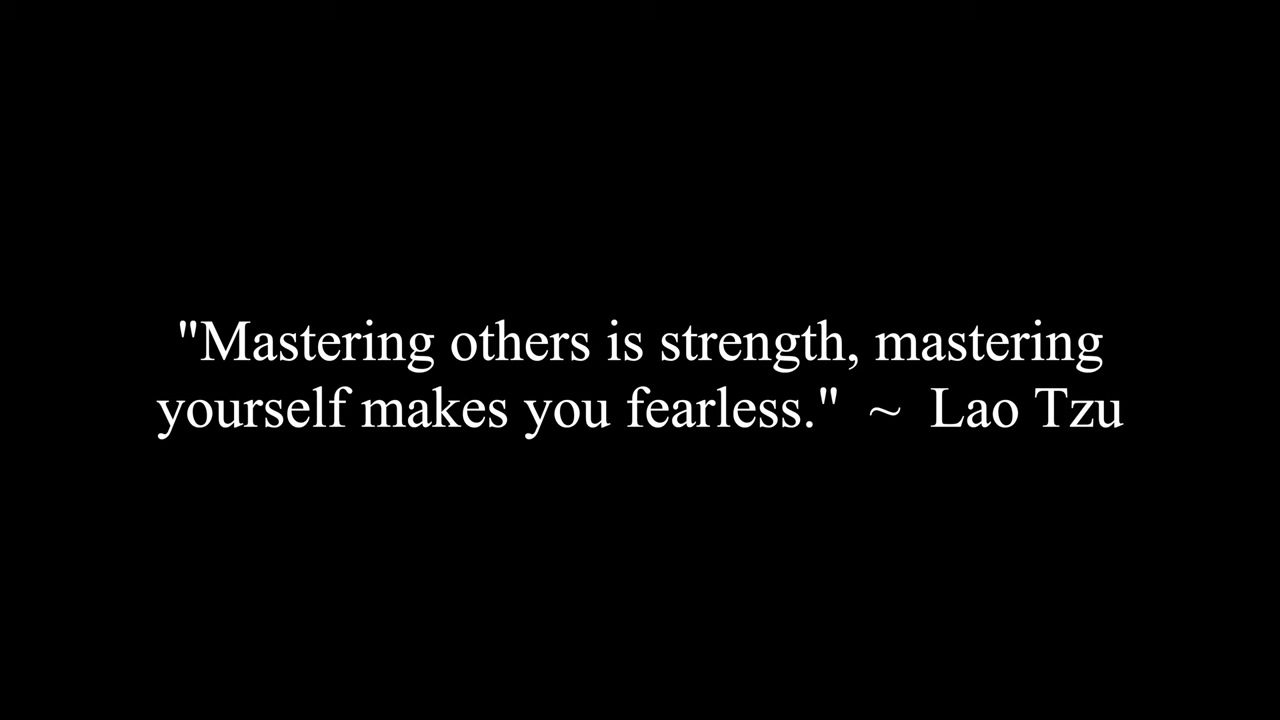 "Mastering others is strength, mastering
yourself makes you fearless."  ~  Lao Tzu